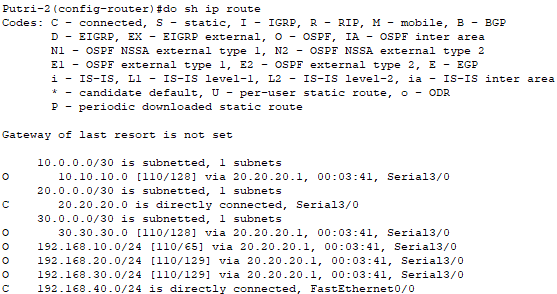 Putri-2(config-router)#do sh ip route
Codes: C - connected, S - static, I - IGRP, R - RIP, M - mobile, B - BGP
       D - EIGRP, EX - EIGRP external, O - OSPF, IA - OSPF inter area
       N1 - OSPF NSSA external type 1, N2 - OSPF NSSA external type 2
       E1 - OSPF external type 1, E2 - OSPF external type 2, E - EGP
       i - IS-IS, L1 - IS-IS level-1, L2 - IS-IS level-2, ia - IS-IS inter area
       * - candidate default, U - per-user static route, o - ODR
       P - periodic downloaded static route

Gateway of last resort is not set

     10.0.0.0/30 is subnetted, 1 subnets
O       10.10.10.0 [110/128] via 20.20.20.1, 00:03:41, Serial3/0
     20.0.0.0/30 is subnetted, 1 subnets
C       20.20.20.0 is directly connected, Serial3/0
     30.0.0.0/30 is subnetted, 1 subnets
O       30.30.30.0 [110/128] via 20.20.20.1, 00:03:41, Serial3/0
O    192.168.10.0/24 [110/65] via 20.20.20.1, 00:03:41, Serial3/0
O    192.168.20.0/24 [110/129] via 20.20.20.1, 00:03:41, Serial3/0
O    192.168.30.0/24 [110/129] via 20.20.20.1, 00:03:41, Serial3/0
C    192.168.40.0/24 is directly connected, FastEthernet0/0